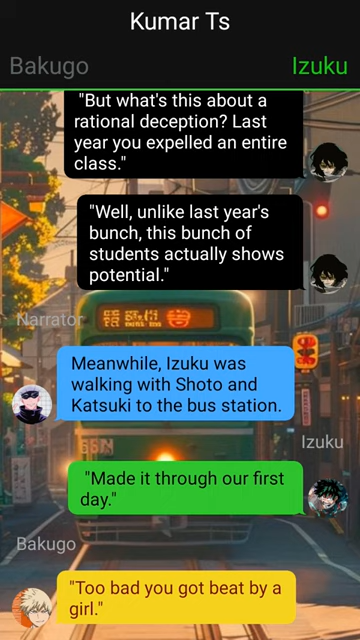 Kumar Ts
Bakugo
Izuku
"But what's this about a
rational deception? Last
year you expelled an entire
class."
"Well, unlike last year's
bunch, this bunch of
students actually shows
potential."
Narrator
Meanwhile, Izuku was
walking with Shoto and
Katsuki to the bus station.
Izuku
"Made it through our first
day."
Bakugo
"Too bad you got beat by a
girl."